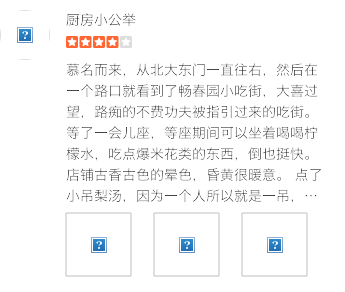 厨房小公举
慕名而来，从北大东门一直往右，然后在
一个路口就看到了畅春园小吃街，大喜过
望，路痴的不费功夫被指引过来的吃街。
等了一会儿座，等座期间可以坐着喝喝柠
檬水，吃点爆米花类的东西，倒也挺快。
店铺古香古色的晕色，昏黄很暖意。 点了
小吊梨汤，因为一个人所以就是一吊，…